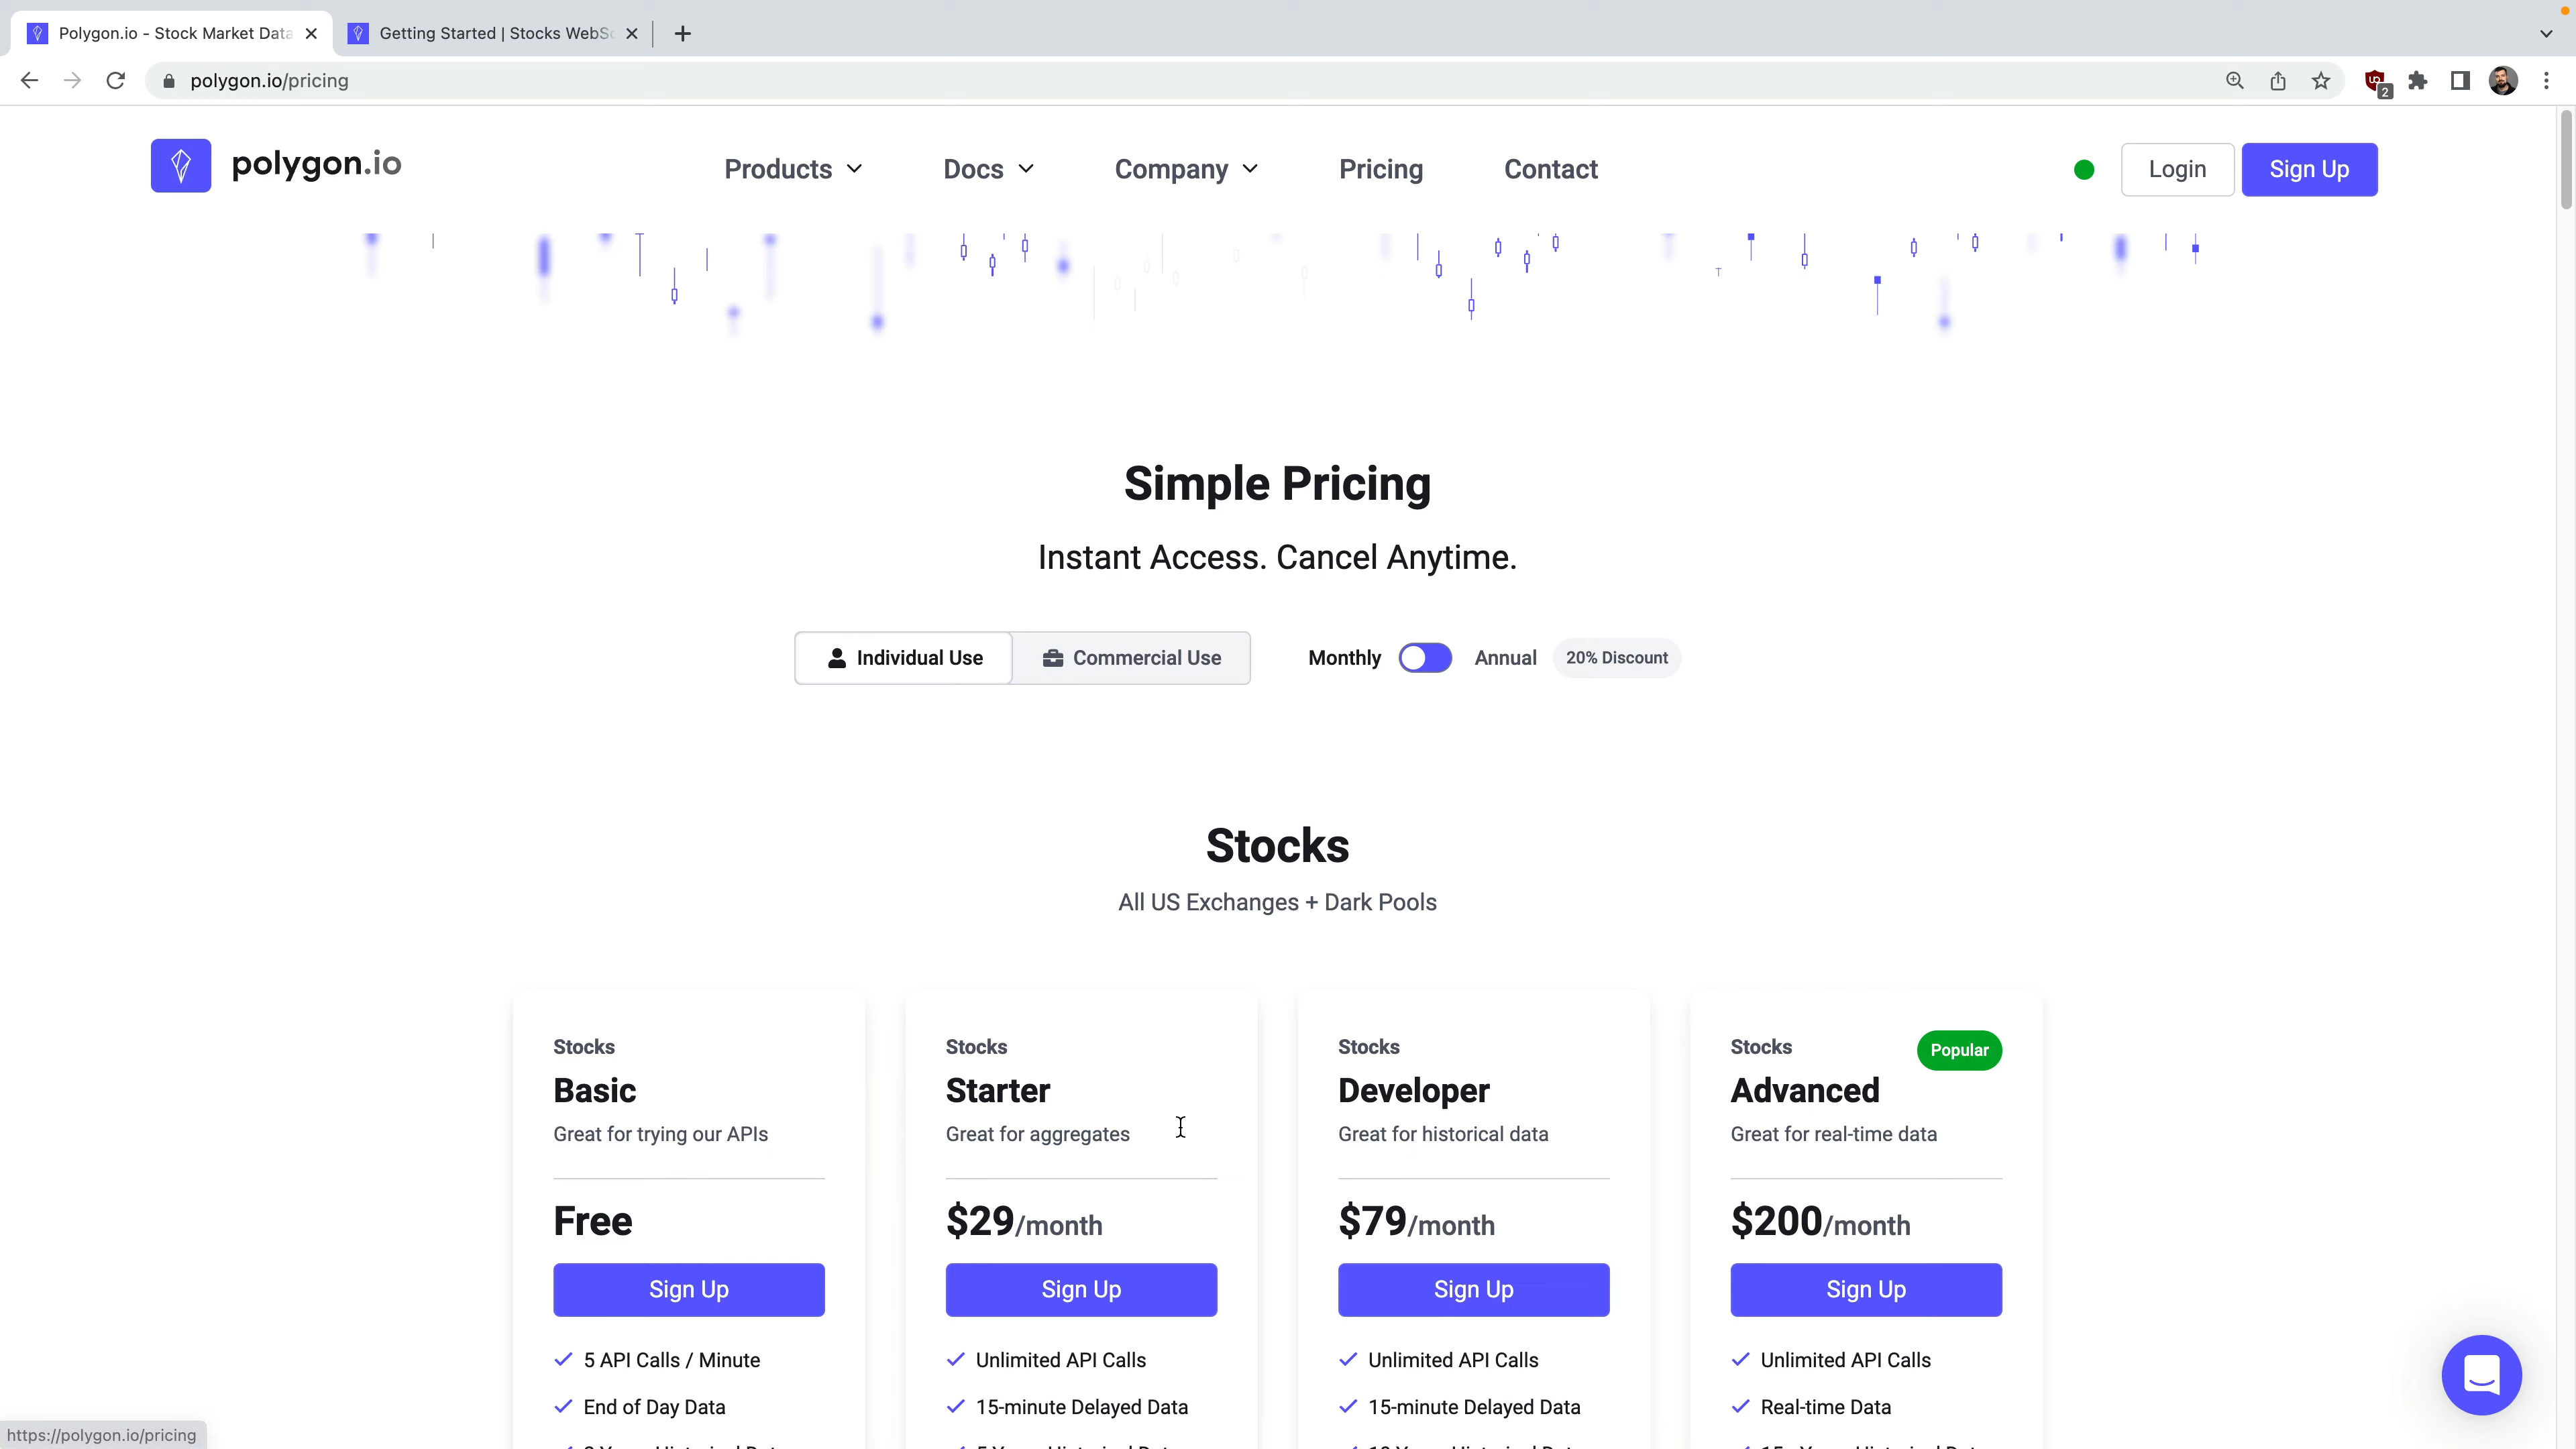 Polygon.io - Stock Market Data
Getting Started | Stocks WebSo
polygon.io/pricing
2
polygon.io
Products
Docs
Company
Pricing
Contact
Login
Sign Up
Simple Pricing
Instant Access. Cancel Anytime.
Individual Use
Commercial Use
Monthly
Annual
20% Discount
Stocks
All US Exchanges + Dark Pools
Stocks
Basic
Great for trying our APIs
Free
Sign Up
5 API Calls / Minute
End of Day Data
Stocks
Starter
Great for aggregates
$29/month
Sign Up
Unlimited API Calls
15-minute Delayed Data
Stocks
Developer
Great for historical data
$79/month
Sign Up
Unlimited API Calls
15-minute Delayed Data
Stocks
Popular
Advanced
Great for real-time data
$200/month
Sign Up
Unlimited API Calls
Real-time Data
https://polygon.io/pricing